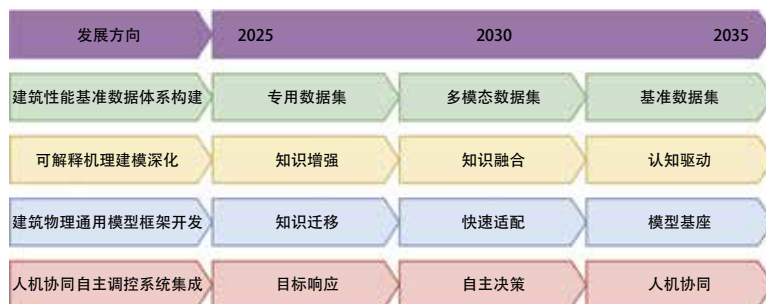 发展方向 2025 2030 2035
建筑性能基准数据体系构建 专用数据集 多模态数据集 基准数据集
可解释机理建模深化 知识增强 知识融合 认知驱动
建筑物理通用模型框架开发 知识迁移 快速适配 模型基座
人机协同自主调控系统集成 目标响应 自主决策 人机协同